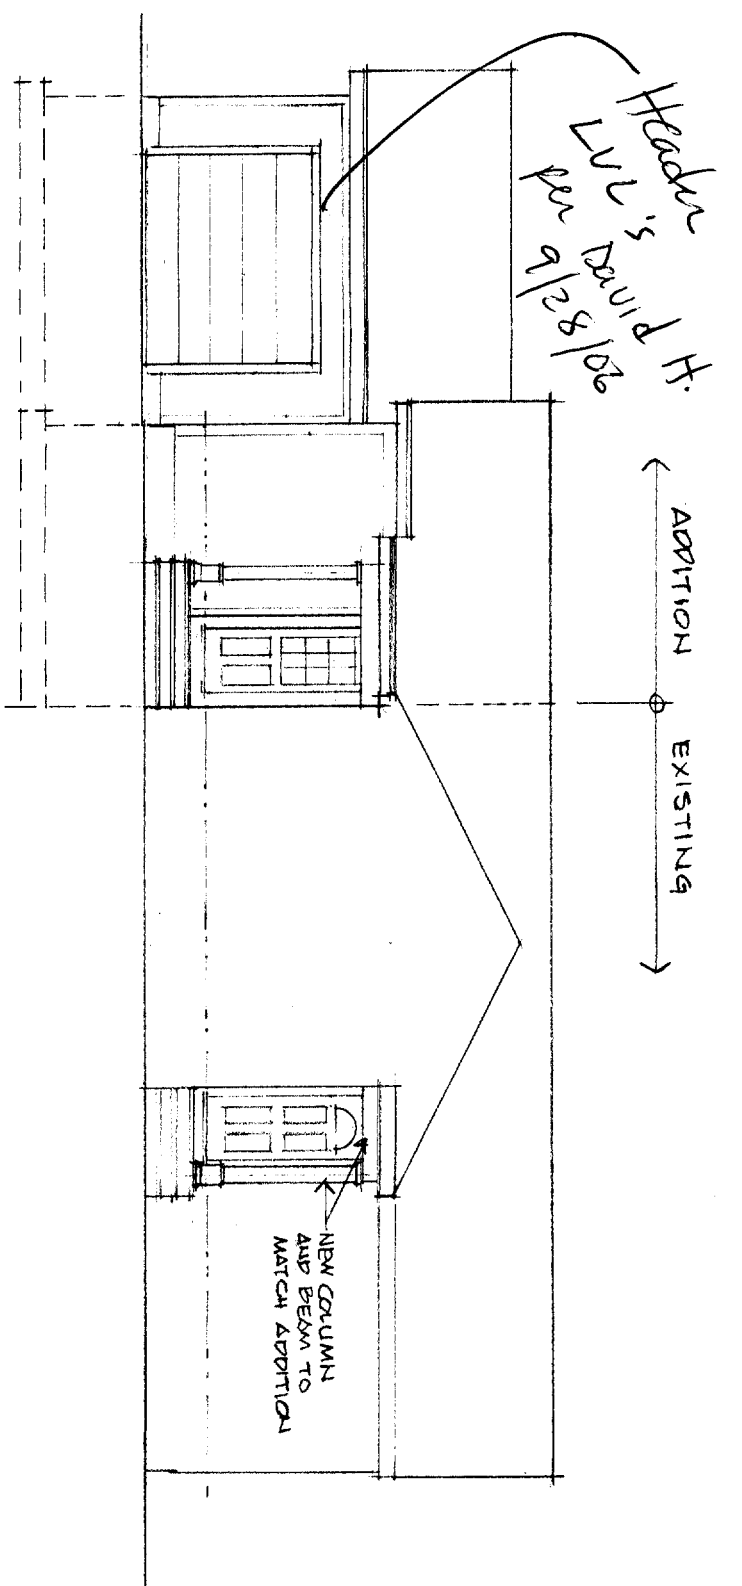 Header
LVL's
per David H.
9/28/06
ADDITION
EXISTING
NEW COLUMN
AND BEAM TO
MATCH ADDITION